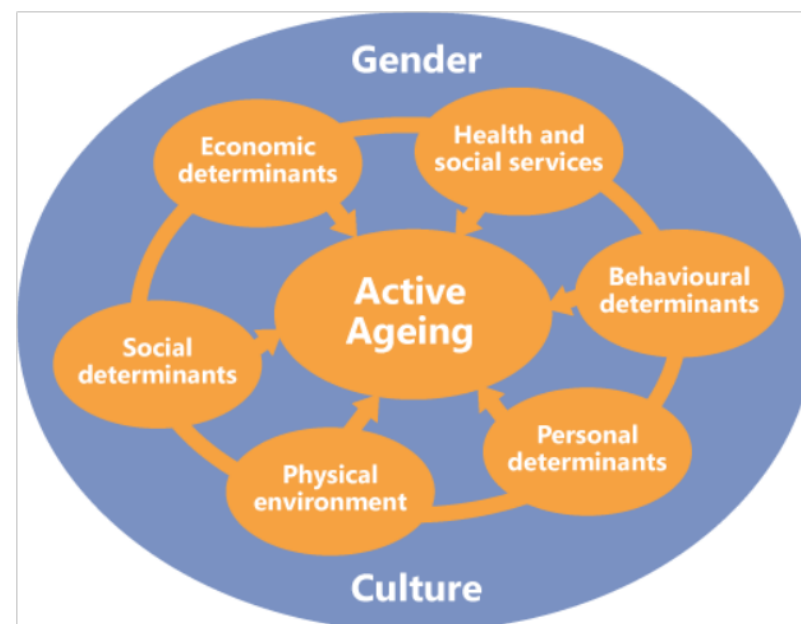 Gender
Economic
determinants
Health and
social services
Behavioural
determinants
Active
Ageing
Social
determinants
Personal
determinants
Physical
environment
Culture